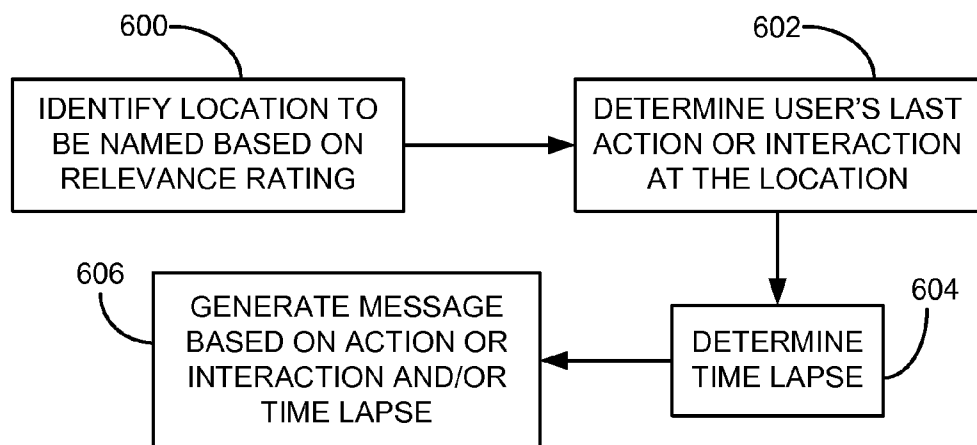 600
IDENTIFY LOCATION TO
BE NAMED BASED ON
RELEVANCE RATING
602
DETERMINE USER'S LAST
ACTION OR INTERACTION
AT THE LOCATION
604
DETERMINE
TIME LAPSE
606
GENERATE MESSAGE
BASED ON ACTION OR
INTERACTION AND/OR
TIME LAPSE